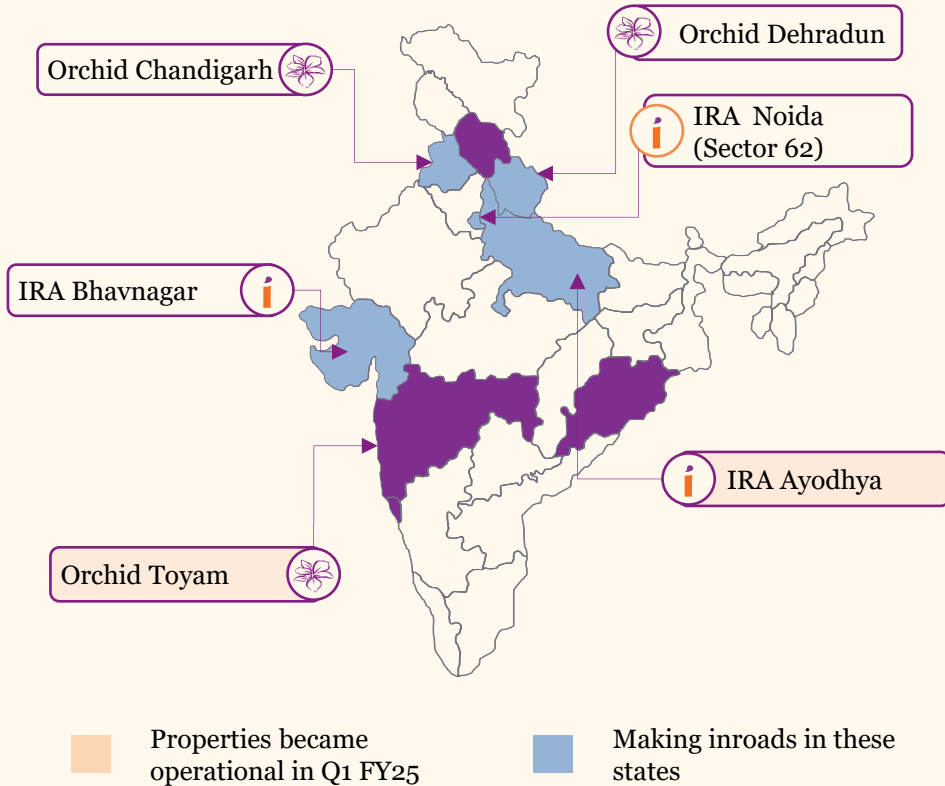 Orchid Dehradun
Orchid Chandigarh
IRA Noida
(Sector 62)
IRA Bhavnagar
IRA Ayodhya
Orchid Toyam
Properties became
operational in Q1 FY25
Making inroads in these
states